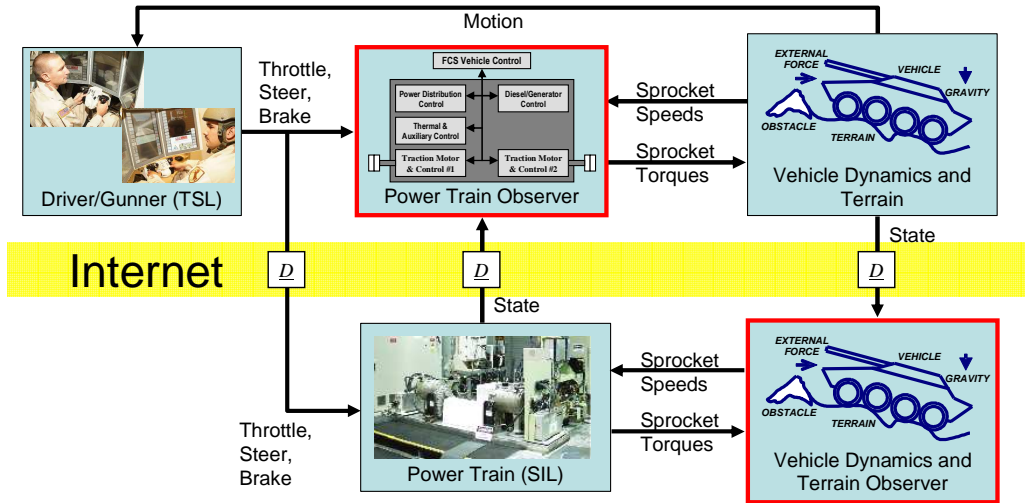 Motion
Throttle,
Steer,
Brake
Driver/Gunner (TSL)
FCS Vehicle Control
Power Distribution
Control
Diesel/Generator
Control
Thermal &
Auxiliary Control
Traction Motor
& Control #1
Traction Motor
& Control #2
Power Train Observer
Sprocket
Speeds
Sprocket
Torques
EXTERNAL
FORCE
VEHICLE
GRAVITY
OBSTACLE
TERRAIN
Vehicle Dynamics and
Terrain
State
Internet
D
D
D
State
Throttle,
Steer,
Brake
Power Train (SIL)
Sprocket
Speeds
Sprocket
Torques
EXTERNAL
FORCE
VEHICLE
GRAVITY
OBSTACLE
TERRAIN
Vehicle Dynamics and
Terrain Observer